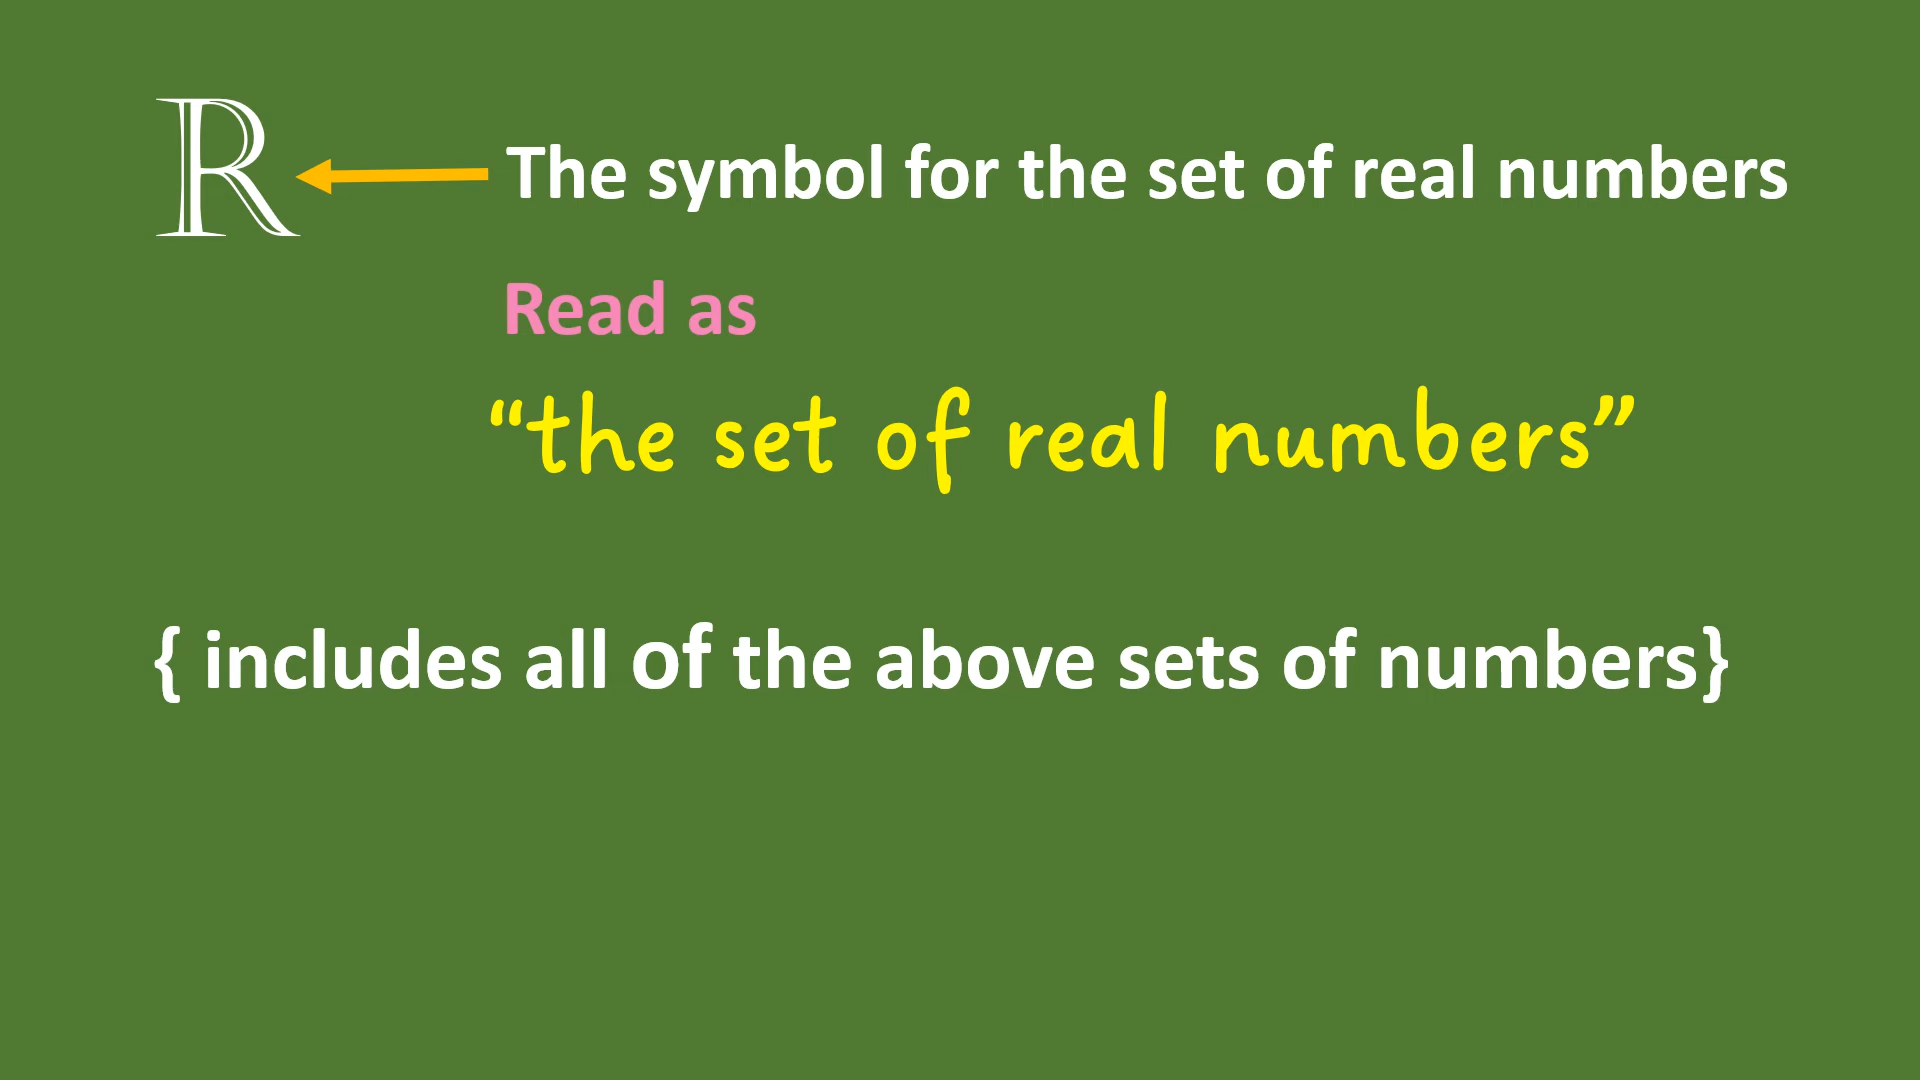 ℝ The symbol for the set of real numbers
Read as
“the set of real numbers”
{ includes all of the above sets of numbers}